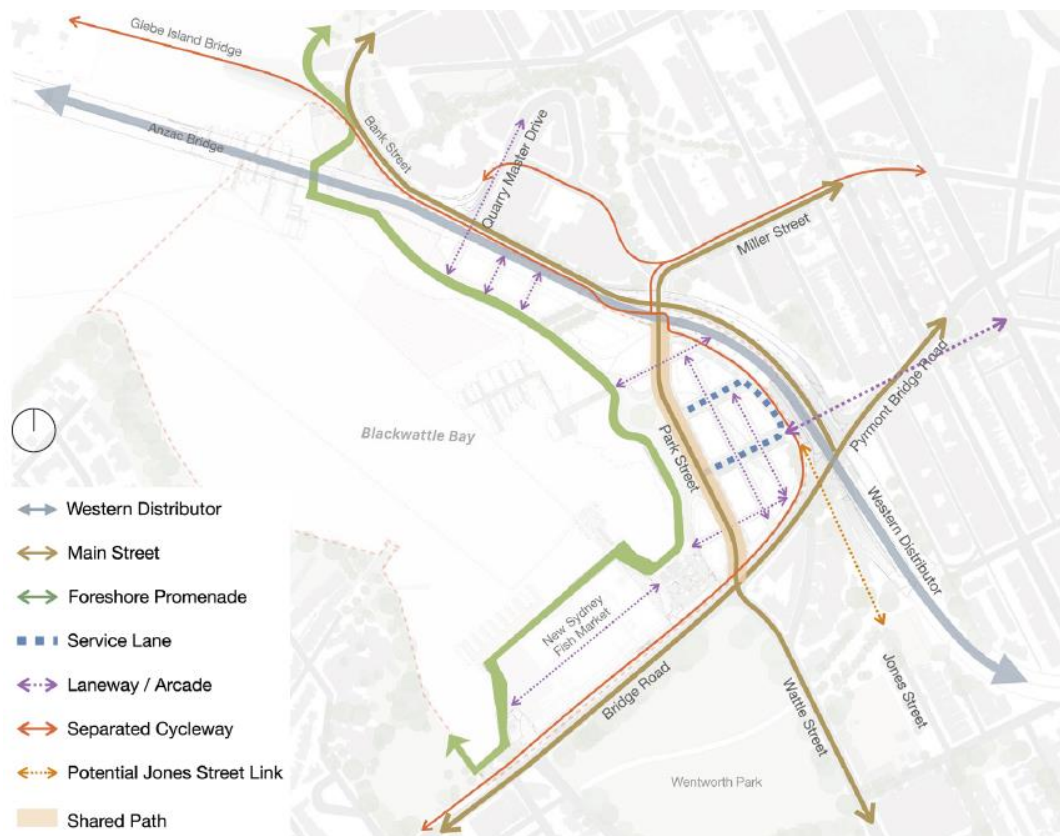 Glebe Island Bridge
Anzac Bridge
Bank Street
Quarry Master Drive
Miller Street
Pyrmont Bridge Road
Blackwattle Bay
Park Street
Western Distributor
New Sydney
Fish Market
Bridge Road
Wattle Street
Jones Street
Wentworth Park
Western Distributor
Main Street
Foreshore Promenade
Service Lane
Laneway / Arcade
Separated Cycleway
Potential Jones Street Link
Shared Path